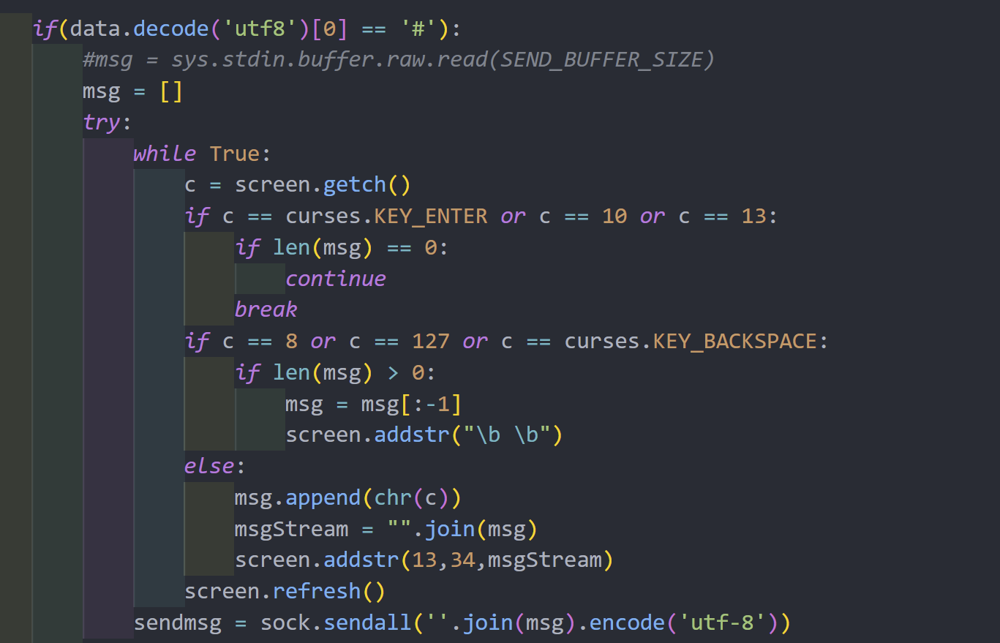 if(data.decode('utf8')[0] == '#'):
#msg = sys.stdin.buffer.raw.read(SEND_BUFFER_SIZE)
msg = []
try:
while True:
c = screen.getch()
if c == curses.KEY_ENTER or c == 10 or c == 13:
if len(msg) == 0:
continue
break
if c == 8 or c == 127 or c == curses.KEY_BACKSPACE:
if len(msg) > 0:
msg = msg[:-1]
screen.addstr("\b \b")
else:
msg.append(chr(c))
msgStream = "".join(msg)
screen.addstr(13,34,msgStream)
screen.refresh()
sendmsg = sock.sendall(''.join(msg).encode('utf-8'))